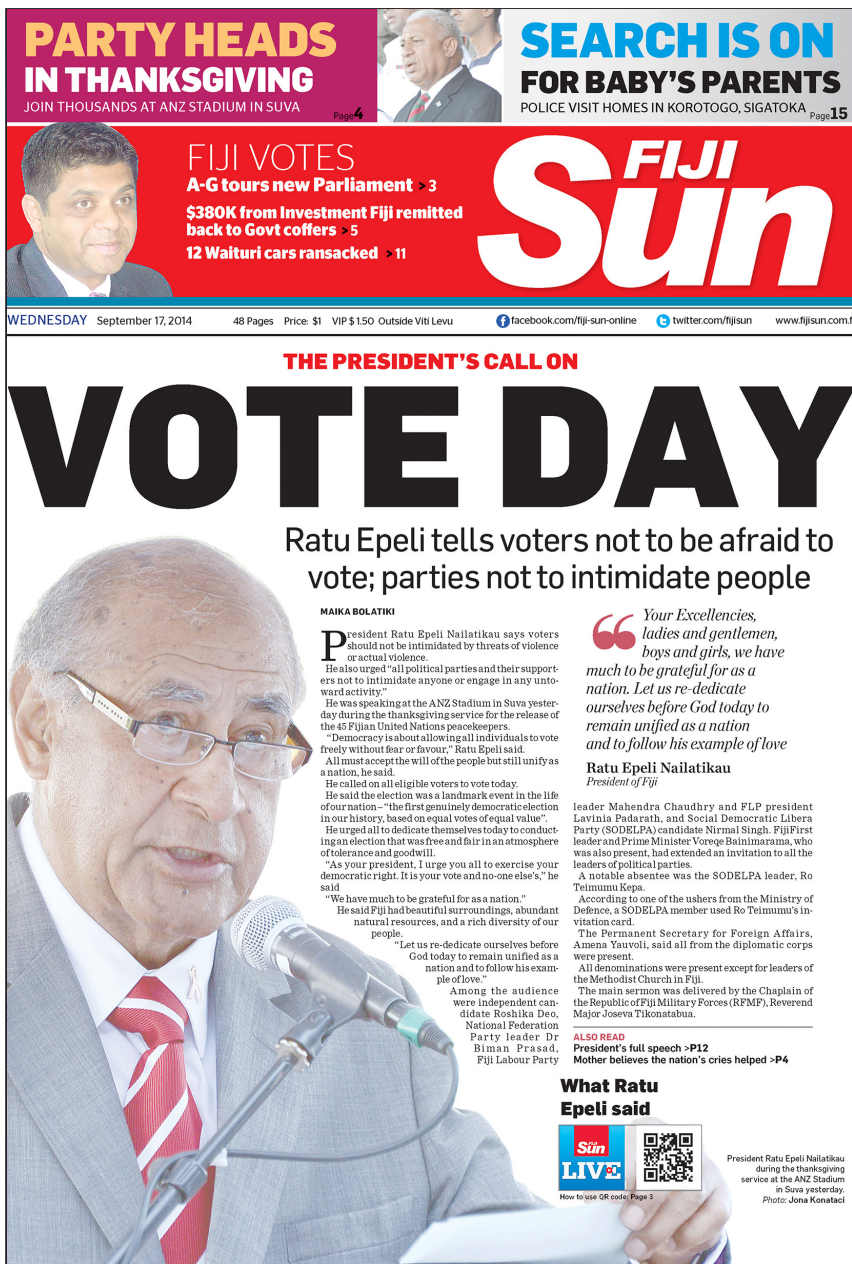 PARTY HEADS
IN THANKSGIVING
JOIN THOUSANDS AT ANZ STADIUM IN SUVA
Page4
SEARCH IS ON
FOR BABY'S PARENTS
POLICE VISIT HOMES IN KOROTOGO, SIGATOKA Page15
FIJI VOTES
A-G tours new Parliament >3
$380K from Investment Fiji remitted
back to Govt coffers >5
12 Waituri cars ransacked >11
FIJI
Sun
WEDNESDAY September 17, 2014 48 Pages Price: $1 VIP $1.50 Outside Viti Levu facebook.com/fiji-sun-online twitter.com/fijisun www.fijisun.com.f
THE PRESIDENT'S CALL ON
VOTE DAY
Ratu Epeli tells voters not to be afraid to
vote; parties not to intimidate people
MAIKA BOLATIKI
President Ratu Epeli Nailatikau says voters
should not be intimidated by threats of violence
or actual violence.
He also urged "all political parties and their support-
ers not to intimidate anyone or engage in any unto-
ward activity."
He was speaking at the ANZ Stadium in Suva yester-
day during the thanksgiving service for the release of
the 45 Fijian United Nations peacekeepers.
"Democracy is about allowing all individuals to vote
freely without fear or favour," Ratu Epeli said.
All must accept the will of the people but still unify as
a nation, he said.
He called on all eligible voters to vote today.
He said the election was a landmark event in the life
of our nation – "the first genuinely democratic election
in our history, based on equal votes of equal value".
He urged all to dedicate themselves today to conduct-
ing an election that was free and fair in an atmosphere
of tolerance and goodwill.
"As your president, I urge you all to exercise your
democratic right. It is your vote and no-one else's," he
said
"We have much to be grateful for as a nation."
He said Fiji had beautiful surroundings, abundant
natural resources, and a rich diversity of our
people.
"Let us re-dedicate ourselves before
God today to remain unified as a
nation and to follow his exam-
ple of love."
Among the audience
were independent can-
didate Roshika Deo,
National Federation
Party leader Dr
Biman Prasad,
Fiji Labour Party
“ Your Excellencies,
ladies and gentlemen,
boys and girls, we have
much to be grateful for as a
nation. Let us re-dedicate
ourselves before God today to
remain unified as a nation
and to follow his example of love
Ratu Epeli Nailatikau
President of Fiji
leader Mahendra Chaudhry and FLP president
Lavinia Padarath, and Social Democratic Libera
Party (SODELPA) candidate Nirmal Singh. FijiFirst
leader and Prime Minister Voreqe Bainimarama, who
was also present, had extended an invitation to all the
leaders of political parties.
A notable absentee was the SODELPA leader, Ro
Teimumu Kepa.
According to one of the ushers from the Ministry of
Defence, a SODELPA member used Ro Teimumu's in-
vitation card.
The Permanent Secretary for Foreign Affairs,
Amena Yauvoli, said all from the diplomatic corps
were present.
All denominations were present except for leaders of
the Methodist Church in Fiji.
The main sermon was delivered by the Chaplain of
the Republic of Fiji Military Forces (RFMF), Reverend
Major Joseva Tikonatabua.
ALSO READ
President's full speech >P12
Mother believes the nation's cries helped >P4
What Ratu
Epeli said
FIJI
Sun
LIVE
How to use QR code: Page 3
President Ratu Epeli Nailatikau
during the thanksgiving
service at the ANZ Stadium
in Suva yesterday.
Photo: Jona Konataci